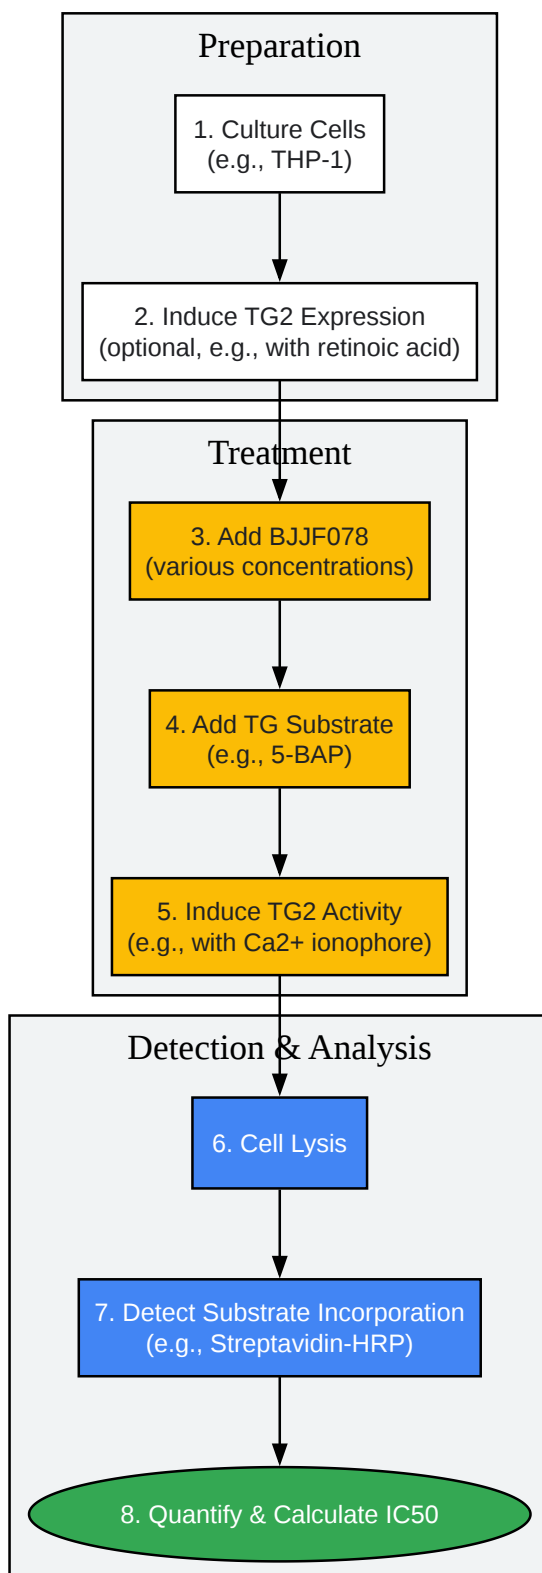 Preparation
1. Culture Cells
(e.g., THP-1)
2. Induce TG2 Expression
(optional, e.g., with retinoic acid)
Treatment
3. Add BJJF078
(various concentrations)
4. Add TG Substrate
(e.g., 5-BAP)
5. Induce TG2 Activity
(e.g., with Ca2+ ionophore)
Detection & Analysis
6. Cell Lysis
7. Detect Substrate Incorporation
(e.g., Streptavidin-HRP)
8. Quantify & Calculate IC50